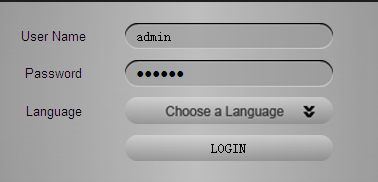 User Name admin
Password ●●●●●●
Language Choose a Language
LOGIN